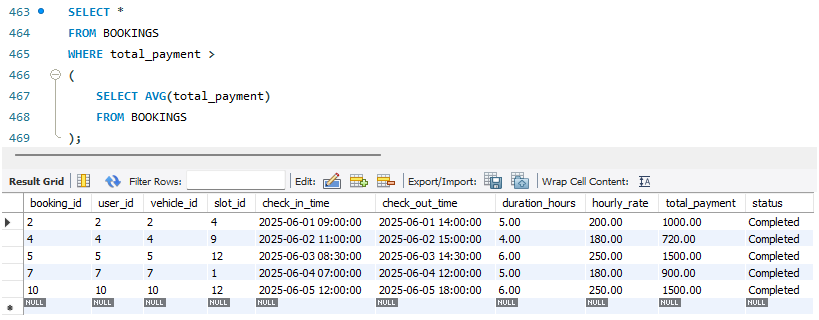 463 SELECT *
464 FROM BOOKINGS
465 WHERE total_payment >
466 (
467 SELECT AVG(total_payment)
468 FROM BOOKINGS
469 );
Result Grid Filter Rows: Edit: Export/Import: Wrap Cell Content: IA
booking_id user_id vehicle_id slot_id check_in_time check_out_time duration_hours hourly_rate total_payment status
2 2 2 4 2025-06-01 09:00:00 2025-06-01 14:00:00 5.00 200.00 1000.00 Completed
4 4 4 9 2025-06-02 11:00:00 2025-06-02 15:00:00 4.00 180.00 720.00 Completed
5 5 5 12 2025-06-03 08:30:00 2025-06-03 14:30:00 6.00 250.00 1500.00 Completed
7 7 7 1 2025-06-04 07:00:00 2025-06-04 12:00:00 5.00 180.00 900.00 Completed
10 10 10 12 2025-06-05 12:00:00 2025-06-05 18:00:00 6.00 250.00 1500.00 Completed
NULL NULL NULL NULL NULL NULL NULL NULL NULL NULL